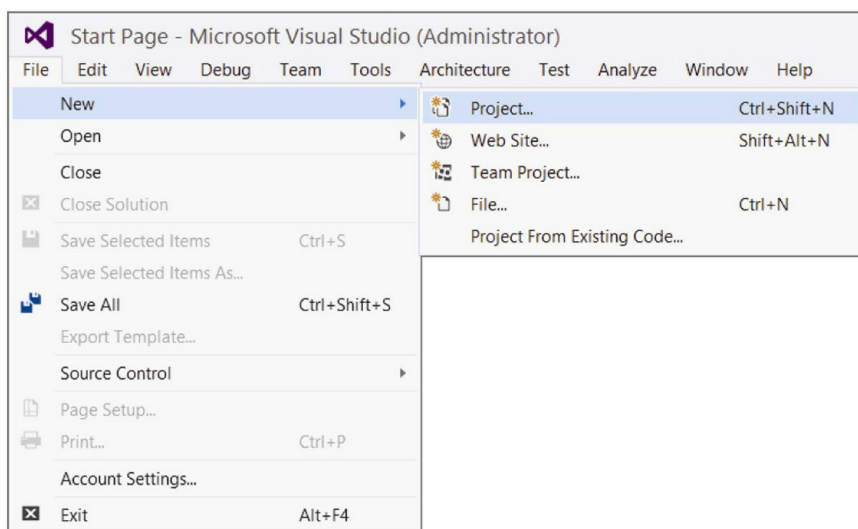 Start Page - Microsoft Visual Studio (Administrator)
File Edit View Debug Team Tools Architecture Test Analyze Window Help
New
Open
Close
Close Solution
Save Selected Items Ctrl+S
Save Selected Items As...
Save All Ctrl+Shift+S
Export Template...
Source Control
Page Setup...
Print... Ctrl+P
Account Settings...
Exit Alt+F4
Project... Ctrl+Shift+N
Web Site... Shift+Alt+N
Team Project...
File... Ctrl+N
Project From Existing Code...